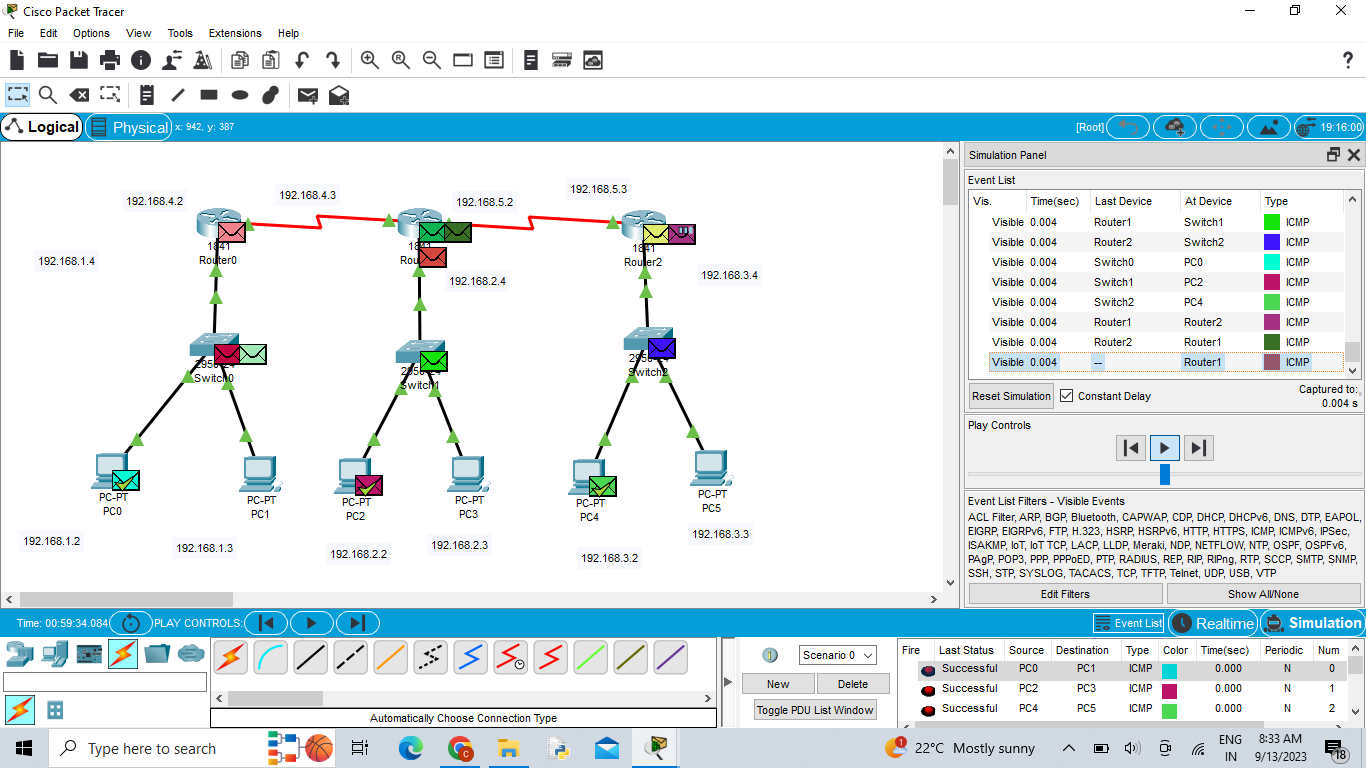 Cisco Packet Tracer
File Edit Options View Tools Extensions Help
Logical Physical x: 942, y: 387 [Root] 19:16:00
192.168.4.2
192.168.4.3
192.168.5.2
192.168.5.3
1841
Router0
192.168.1.4
1841
Rou
192.168.2.4
1841
Router2
192.168.3.4
2950-24
Switch0
2950-24
Switch1
2950-24
Switch2
PC-PT
PC0
PC-PT
PC1
PC-PT
PC2
PC-PT
PC3
PC-PT
PC4
PC-PT
PC5
192.168.1.2
192.168.1.3
192.168.2.2
192.168.2.3
192.168.3.2
192.168.3.3
Simulation Panel
Event List
Vis. Time(sec) Last Device At Device Type
Visible 0.004 Router1 Switch1 ICMP
Visible 0.004 Router2 Switch2 ICMP
Visible 0.004 Switch0 PC0 ICMP
Visible 0.004 Switch1 PC2 ICMP
Visible 0.004 Switch2 PC4 ICMP
Visible 0.004 Router1 Router2 ICMP
Visible 0.004 Router2 Router1 ICMP
Visible 0.004 -- Router1 ICMP
Reset Simulation Constant Delay Captured to:
0.004 s
Play Controls
Event List Filters - Visible Events
ACL Filter, ARP, BGP, Bluetooth, CAPWAP, CDP, DHCP, DHCPv6, DNS, DTP, EAPOL,
EIGRP, EIGRPv6, FTP, H.323, HSRP, HSRPv6, HTTP, HTTPS, ICMP, ICMPv6, IPSec,
ISAKMP, IoT, IoT TCP, LACP, LLDP, Meraki, NDP, NETFLOW, NTP, OSPF, OSPFv6,
PAgP, POP3, PPP, PPPoED, PTP, RADIUS, REP, RIP, RIPng, RTP, SCCP, SMTP, SNMP,
SSH, STP, SYSLOG, TACACS, TCP, TFTP, Telnet, UDP, USB, VTP
Edit Filters Show All/None
Time: 00:59:34.084 PLAY CONTROLS: Event List Realtime Simulation
Automatically Choose Connection Type
Scenario 0
New Delete
Toggle PDU List Window
Fire Last Status Source Destination Type Color Time(sec) Periodic Num
Successful PC0 PC1 ICMP 0.000 N 0
Successful PC2 PC3 ICMP 0.000 N 1
Successful PC4 PC5 ICMP 0.000 N 2
Type here to search
1
22°C Mostly sunny
ENG
IN
8:33 AM
9/13/2023
18